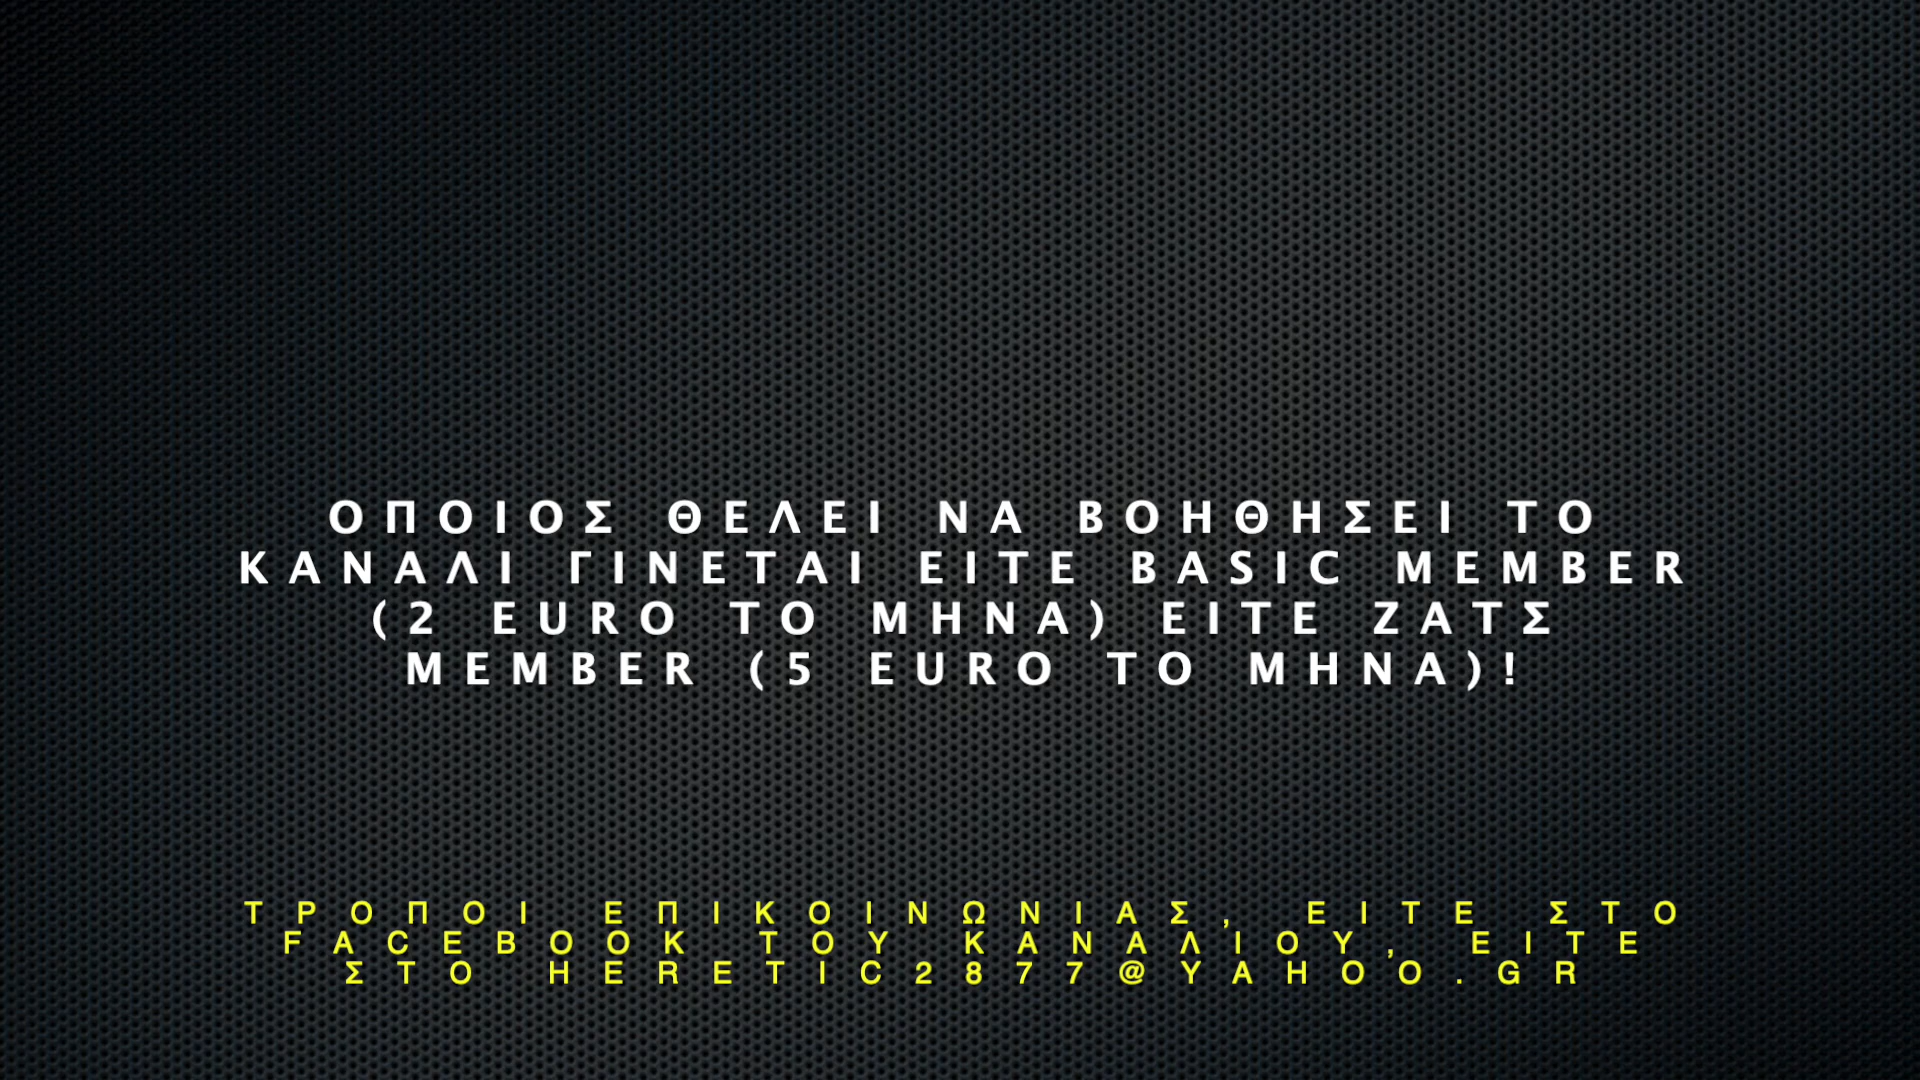 ΟΠΟΙΟΣ ΘΕΛΕΙ ΝΑ ΒΟΗΘΗΣΕΙ ΤΟ
ΚΑΝΑΛΙ ΓΙΝΕΤΑΙ ΕΙΤΕ BASIC MEMBER
(2 EURO ΤΟ ΜΗΝΑ) ΕΙΤΕ ΖΑΤΣ
MEMBER (5 EURO ΤΟ ΜΗΝΑ)!
ΤΡΟΠΟΙ ΕΠΙΚΟΙΝΩΝΙΑΣ, ΕΙΤΕ ΣΤΟ
FACEBOOK ΤΟΥ ΚΑΝΑΛΙΟΥ, ΕΙΤΕ
ΣΤΟ HERETIC2877@YAHOO.GR